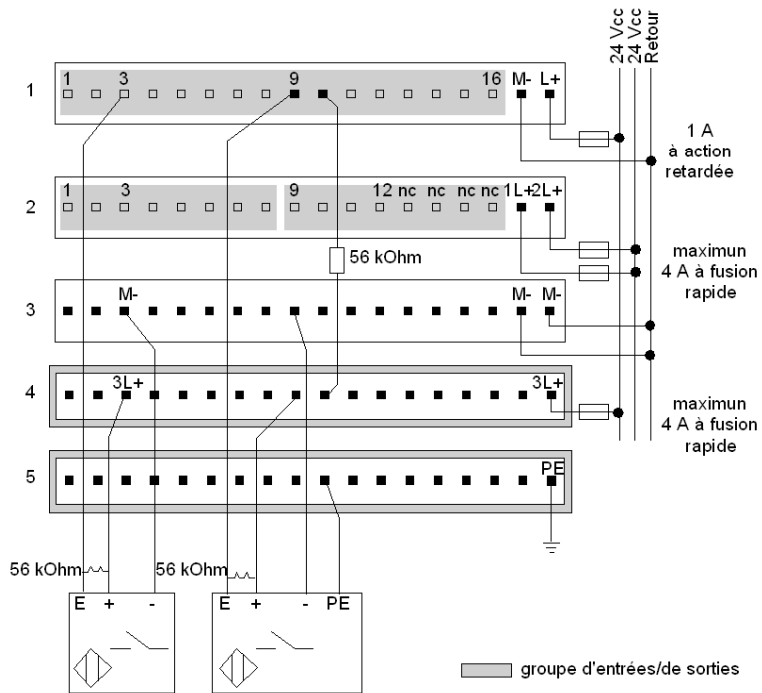 24 Vcc
24 Vcc
Retour
1 3 9 16 M- L+
1
1 A
à action
retardée
1 3 9 12 nc nc nc nc 1L+ 2L+
2
56 kOhm
maximun
4 A à fusion
rapide
M- M- M-
3
3L+ 3L+
4
maximun
4 A à fusion
rapide
PE
5
56 kOhm 56 kOhm
E + - E + - PE
groupe d'entrées/de sorties